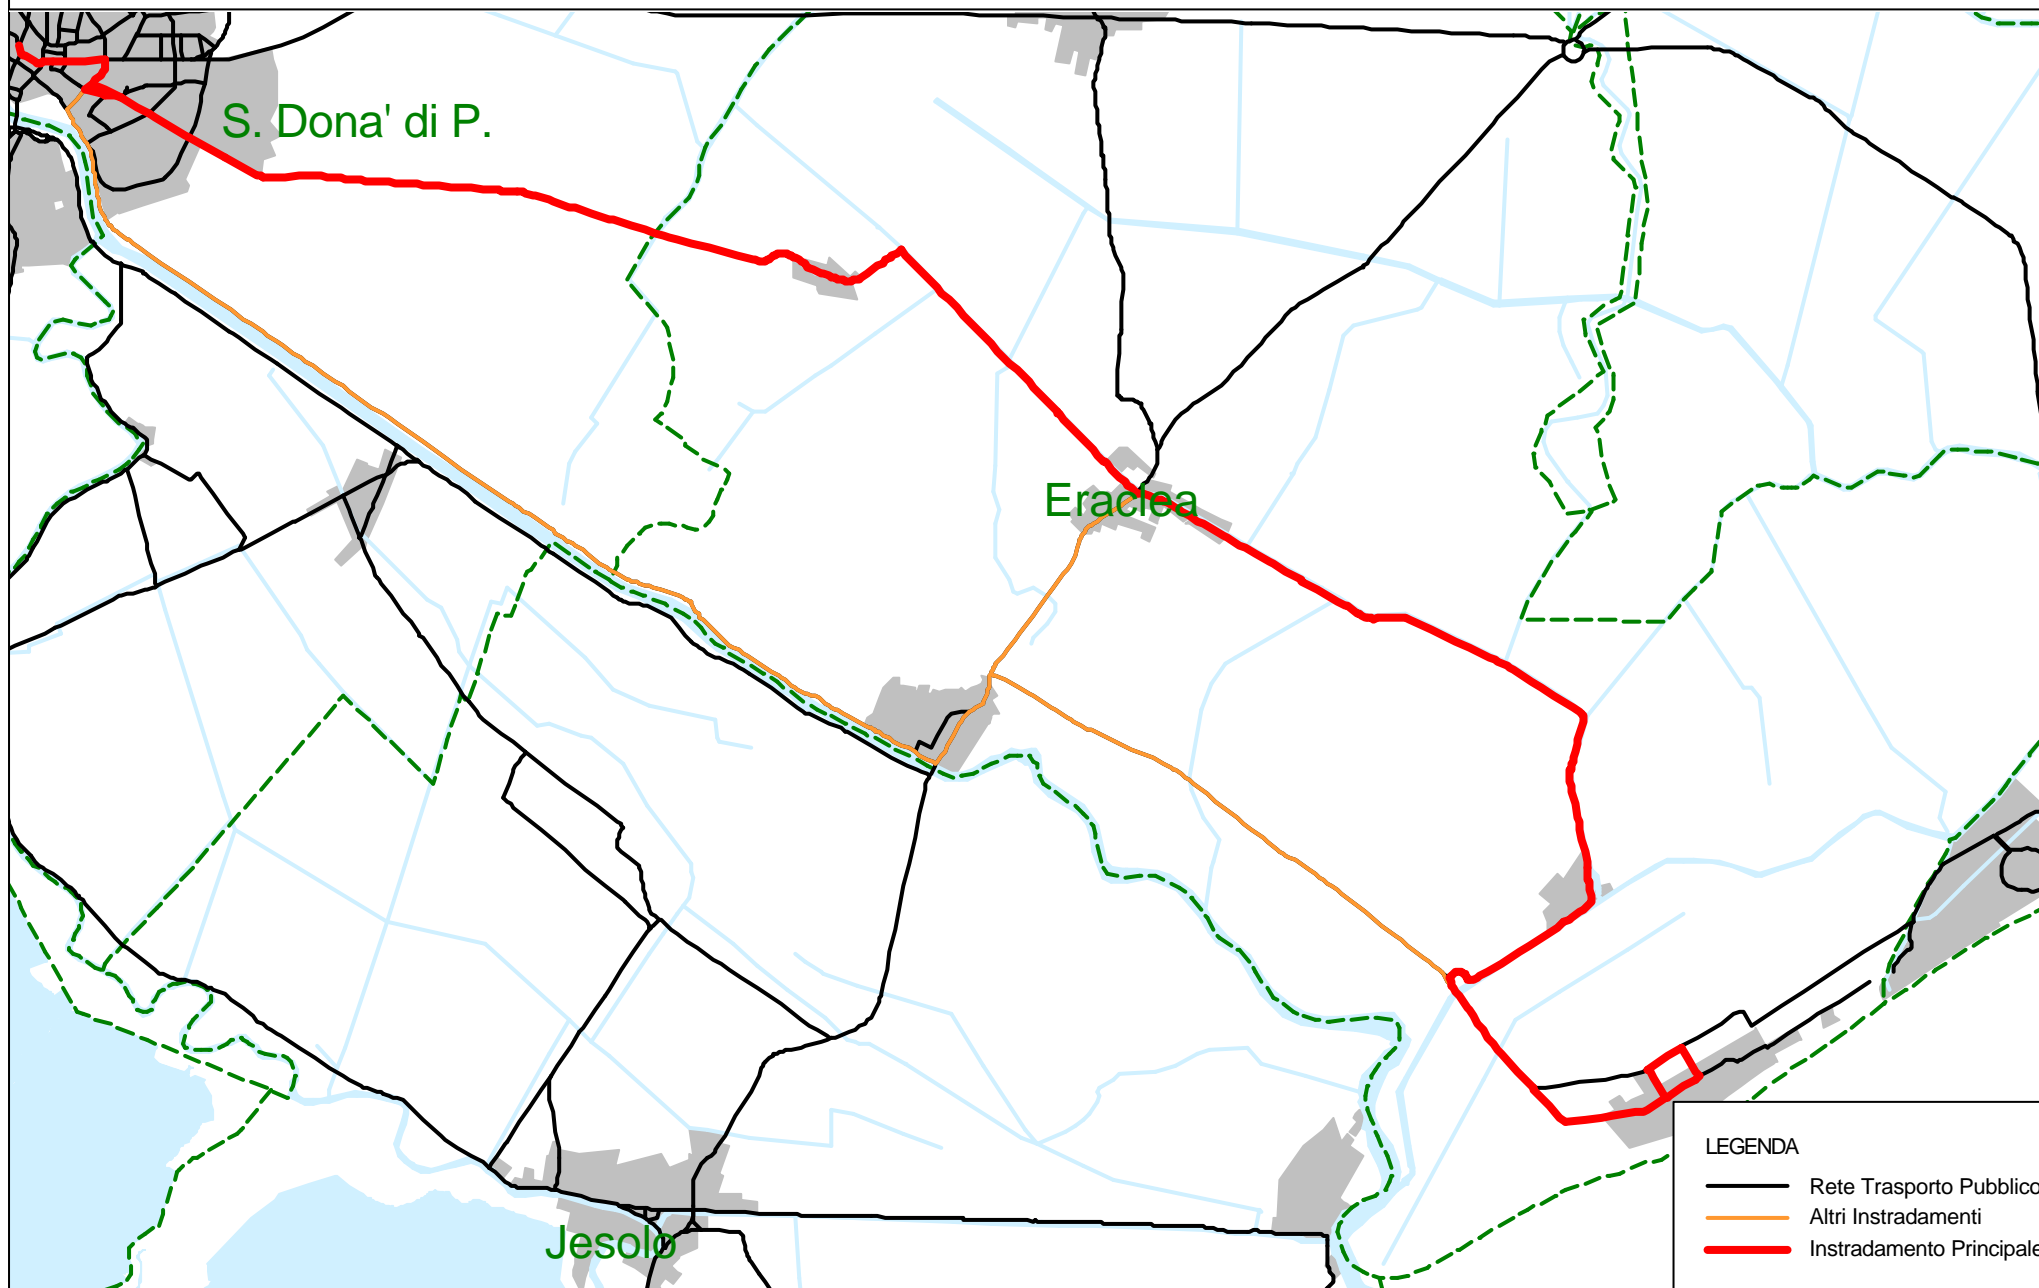 S. Dona' di P.
Eraclea
Jesolo
LEGENDA
Rete Trasporto Pubblico
Altri Instradamenti
Instradamento Principale